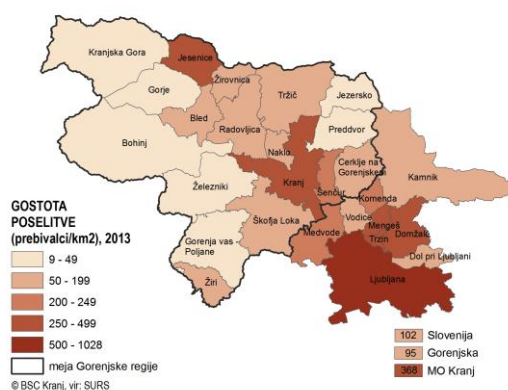 Kranjska Gora
Jesenice
Žirovnica
Tržič
Jezersko
Gorje
Bled
Radovljica
Preddvor
Bohinj
Naklo
Cerklje na
Gorenjskem
Kamnik
Železniki
Kranj
Šenčur
Komenda
Škofja Loka
Vodice
Mengeš
Trzin
Domžale
Medvode
Gorenja vas
Poljane
Dol pri Ljubljani
Žiri
Ljubljana
GOSTOTA
POSELITVE
(prebivalci/km2), 2013
9 - 49
50 - 199
200 - 249
250 - 499
500 - 1028
meja Gorenjske regije
102 Slovenija
95 Gorenjska
368 MO Kranj
© BSC Kranj, vir: SURS